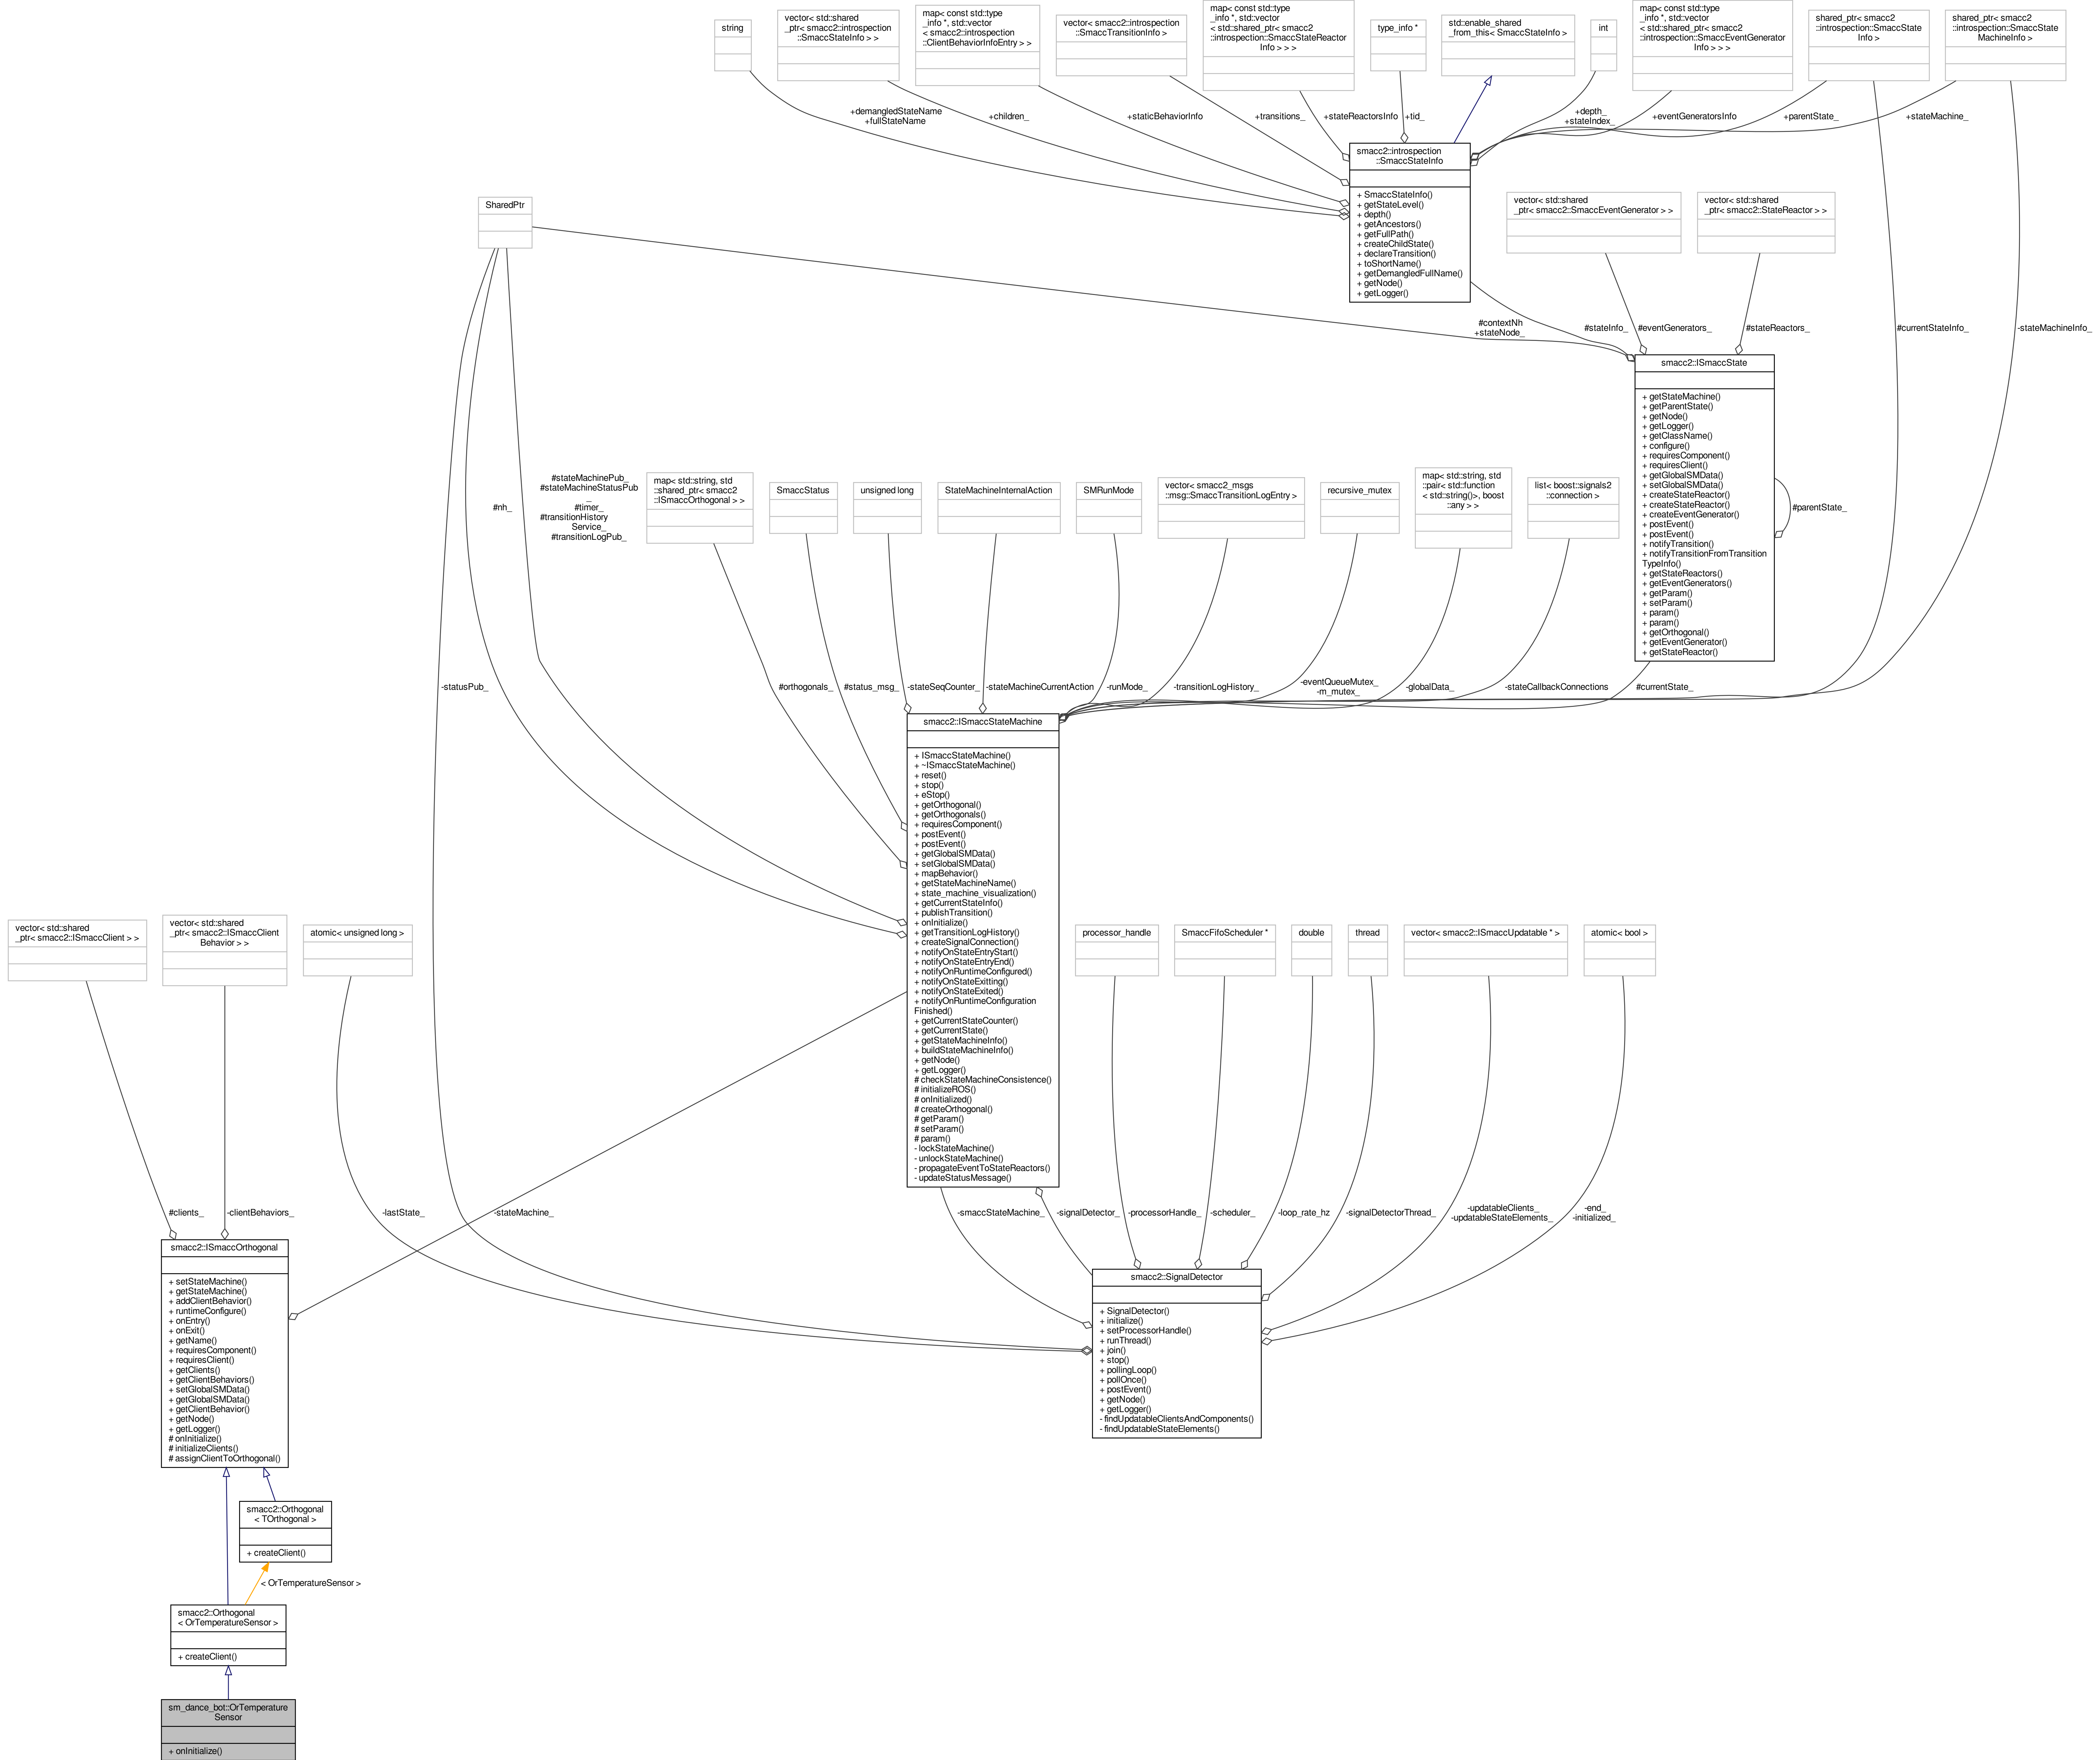 string
vector< std::shared
_ptr< smacc2::introspection
::SmaccStateInfo > >
map< const std::type
_info *, std::vector
< smacc2::introspection
::ClientBehaviorInfoEntry > >
vector< smacc2::introspection
::SmaccTransitionInfo >
map< const std::type
_info *, std::vector
< std::shared_ptr< smacc2
::introspection::SmaccStateReactor
Info > > >
type_info *
std::enable_shared
_from_this< SmaccStateInfo >
int
map< const std::type
_info *, std::vector
< std::shared_ptr< smacc2
::introspection::SmaccEventGenerator
Info > > >
shared_ptr< smacc2
::introspection::SmaccState
Info >
shared_ptr< smacc2
::introspection::SmaccState
MachineInfo >
+demangledStateName
+fullStateName
+children_
+staticBehaviorInfo
+transitions_
+stateReactorsInfo
+tid_
+depth_
+stateIndex_
+eventGeneratorsInfo
+parentState_
+stateMachine_
smacc2::introspection
::SmaccStateInfo
+ SmaccStateInfo()
+ getStateLevel()
+ depth()
+ getAncestors()
+ getFullPath()
+ createChildState()
+ declareTransition()
+ toShortName()
+ getDemangledFullName()
+ getNode()
+ getLogger()
SharedPtr
vector< std::shared
_ptr< smacc2::SmaccEventGenerator > >
vector< std::shared
_ptr< smacc2::StateReactor > >
#contextNh
+stateNode_
#stateInfo_
#eventGenerators_
#stateReactors_
#currentStateInfo_
-stateMachineInfo_
smacc2::ISmaccState
+ getStateMachine()
+ getParentState()
+ getNode()
+ getLogger()
+ getClassName()
+ configure()
+ requiresComponent()
+ requiresClient()
+ getGlobalSMData()
+ setGlobalSMData()
+ createStateReactor()
+ createStateReactor()
+ createEventGenerator()
+ postEvent()
+ postEvent()
+ notifyTransition()
+ notifyTransitionFromTransition
TypeInfo()
+ getStateReactors()
+ getEventGenerators()
+ getParam()
+ setParam()
+ param()
+ param()
+ getOrthogonal()
+ getEventGenerator()
+ getStateReactor()
#parentState_
#nh_
#stateMachinePub_
#stateMachineStatusPub
_
#timer_
#transitionHistory
Service_
#transitionLogPub_
map< std::string, std
::shared_ptr< smacc2
::ISmaccOrthogonal > >
SmaccStatus
unsigned long
StateMachineInternalAction
SMRunMode
vector< smacc2_msgs
::msg::SmaccTransitionLogEntry >
recursive_mutex
map< std::string, std
::pair< std::function
< std::string()>, boost
::any > >
list< boost::signals2
::connection >
-statusPub_
#orthogonals_
#status_msg_
-stateSeqCounter_
-stateMachineCurrentAction
-runMode_
-transitionLogHistory_
-eventQueueMutex_
-m_mutex_
-globalData_
-stateCallbackConnections
#currentState_
smacc2::ISmaccStateMachine
+ ISmaccStateMachine()
+ ~ISmaccStateMachine()
+ reset()
+ stop()
+ eStop()
+ getOrthogonal()
+ getOrthogonals()
+ requiresComponent()
+ postEvent()
+ postEvent()
+ getGlobalSMData()
+ setGlobalSMData()
+ mapBehavior()
+ getStateMachineName()
+ state_machine_visualization()
+ getCurrentStateInfo()
+ publishTransition()
+ onInitialize()
+ getTransitionLogHistory()
+ createSignalConnection()
+ notifyOnStateEntryStart()
+ notifyOnStateEntryEnd()
+ notifyOnRuntimeConfigured()
+ notifyOnStateExitting()
+ notifyOnStateExited()
+ notifyOnRuntimeConfiguration
Finished()
+ getCurrentStateCounter()
+ getCurrentState()
+ getStateMachineInfo()
+ buildStateMachineInfo()
+ getNode()
+ getLogger()
# checkStateMachineConsistence()
# initializeROS()
# onInitialized()
# createOrthogonal()
# getParam()
# setParam()
# param()
- lockStateMachine()
- unlockStateMachine()
- propagateEventToStateReactors()
- updateStatusMessage()
vector< std::shared
_ptr< smacc2::ISmaccClient > >
vector< std::shared
_ptr< smacc2::ISmaccClient
Behavior > >
atomic< unsigned long >
processor_handle
SmaccFifoScheduler *
double
thread
vector< smacc2::ISmaccUpdatable * >
atomic< bool >
#clients_
-clientBehaviors_
-lastState_
-stateMachine_
-smaccStateMachine_
-signalDetector_
-processorHandle_
-scheduler_
-loop_rate_hz
-signalDetectorThread_
-updatableClients_
-updatableStateElements_
-end_
-initialized_
smacc2::ISmaccOrthogonal
+ setStateMachine()
+ getStateMachine()
+ addClientBehavior()
+ runtimeConfigure()
+ onEntry()
+ onExit()
+ getName()
+ requiresComponent()
+ requiresClient()
+ getClients()
+ getClientBehaviors()
+ setGlobalSMData()
+ getGlobalSMData()
+ getClientBehavior()
+ getNode()
+ getLogger()
# onInitialize()
# initializeClients()
# assignClientToOrthogonal()
smacc2::SignalDetector
+ SignalDetector()
+ initialize()
+ setProcessorHandle()
+ runThread()
+ join()
+ stop()
+ pollingLoop()
+ pollOnce()
+ postEvent()
+ getNode()
+ getLogger()
- findUpdatableClientsAndComponents()
- findUpdatableStateElements()
smacc2::Orthogonal
< TOrthogonal >
+ createClient()
< OrTemperatureSensor >
smacc2::Orthogonal
< OrTemperatureSensor >
+ createClient()
sm_dance_bot::OrTemperature
Sensor
+ onInitialize()